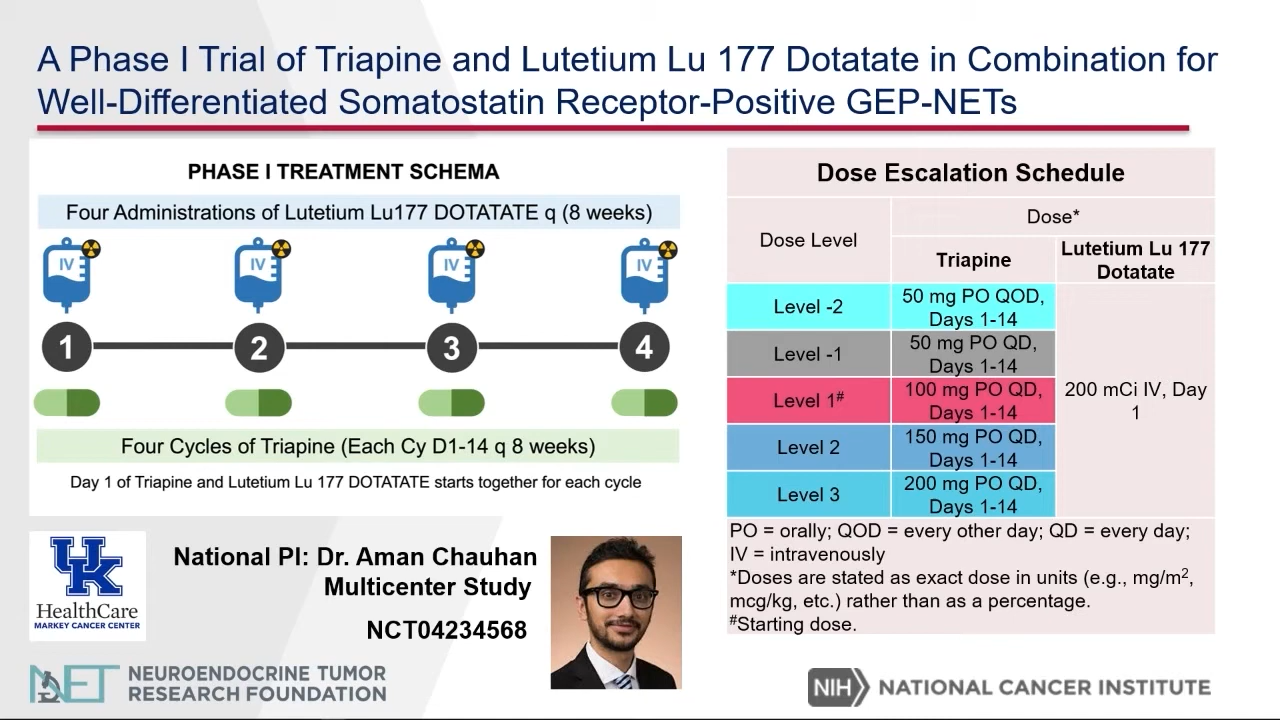 A Phase I Trial of Triapine and Lutetium Lu 177 Dotatate in Combination for
Well-Differentiated Somatostatin Receptor-Positive GEP-NETs
PHASE I TREATMENT SCHEMA
Four Administrations of Lutetium Lu177 DOTATATE q (8 weeks)
IV
IV
IV
IV
1
2
3
4
Four Cycles of Triapine (Each Cy D1-14 q 8 weeks)
Day 1 of Triapine and Lutetium Lu 177 DOTATATE starts together for each cycle
Dose Escalation Schedule
Dose Level
Dose*
Triapine
Lutetium Lu 177
Dotatate
Level -2
50 mg PO QOD,
Days 1-14
Level -1
50 mg PO QD,
Days 1-14
Level 1#
100 mg PO QD,
Days 1-14
200 mCi IV, Day
1
Level 2
150 mg PO QD,
Days 1-14
Level 3
200 mg PO QD,
Days 1-14
PO = orally; QOD = every other day; QD = every day;
IV = intravenously
*Doses are stated as exact dose in units (e.g., mg/m², 
mcg/kg, etc.) rather than as a percentage.
#Starting dose.
UK
HealthCare
MARKEY CANCER CENTER
National PI: Dr. Aman Chauhan
Multicenter Study
NCT04234568
NET
NEUROENDOCRINE TUMOR
RESEARCH FOUNDATION
NIH
NATIONAL CANCER INSTITUTE